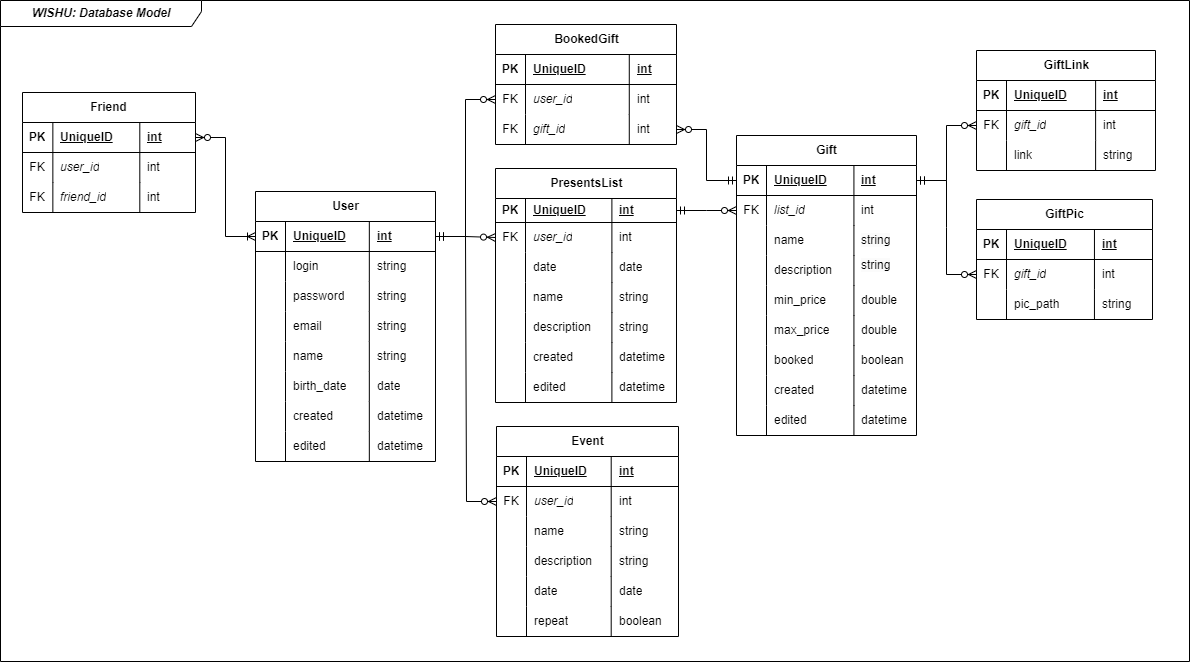 WISHU: Database Model
Friend
PK UniqueID int
FK user_id int
FK friend_id int
User
PK UniqueID int
login string
password string
email string
name string
birth_date date
created datetime
edited datetime
BookedGift
PK UniqueID int
FK user_id int
FK gift_id int
PresentsList
PK UniqueID int
FK user_id int
date date
name string
description string
created datetime
edited datetime
Event
PK UniqueID int
FK user_id int
name string
description string
date date
repeat boolean
Gift
PK UniqueID int
FK list_id int
name string
description string
min_price double
max_price double
booked boolean
created datetime
edited datetime
GiftLink
PK UniqueID int
FK gift_id int
link string
GiftPic
PK UniqueID int
FK gift_id int
pic_path string